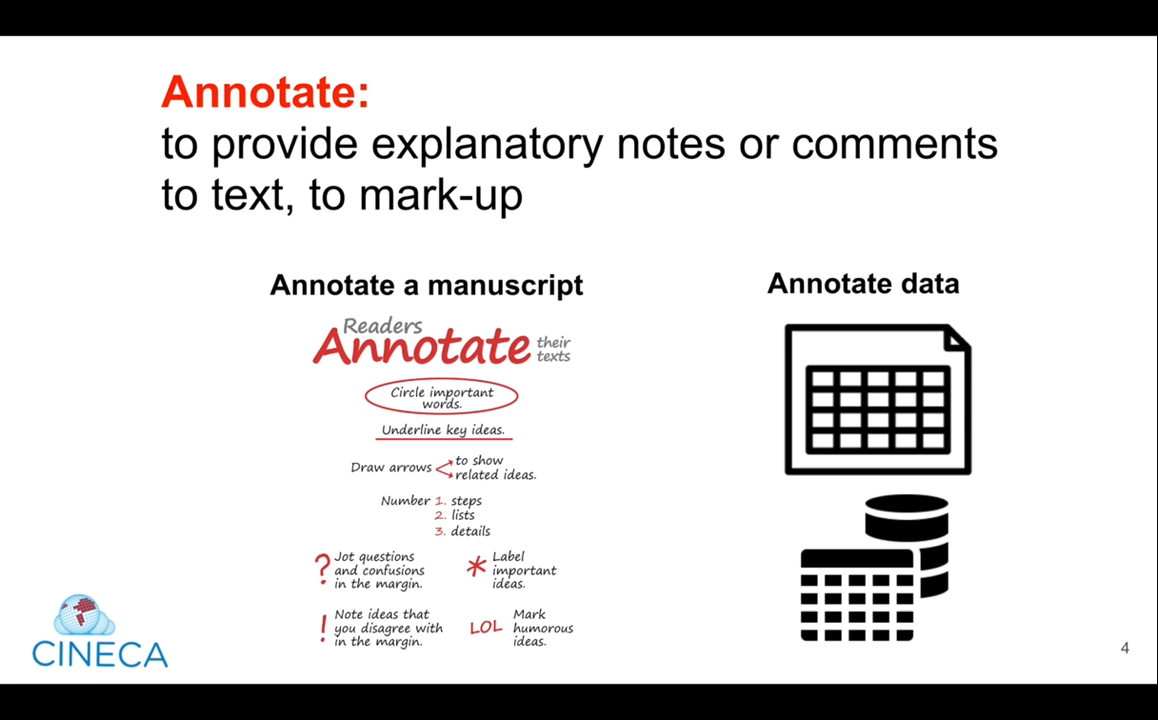 Annotate:
to provide explanatory notes or comments
to text, to mark-up
Annotate a manuscript
Readers
Annotate their
texts
Circle important
words.
Underline key ideas.
Draw arrows to show
related ideas.
Number 1. steps
2. lists
3. details
? Jot questions
and confusions
in the margin.
* Label
important
ideas.
! Note ideas that
you disagree with
in the margin.
LOL Mark
humorous
ideas.
Annotate data
CINECA
4